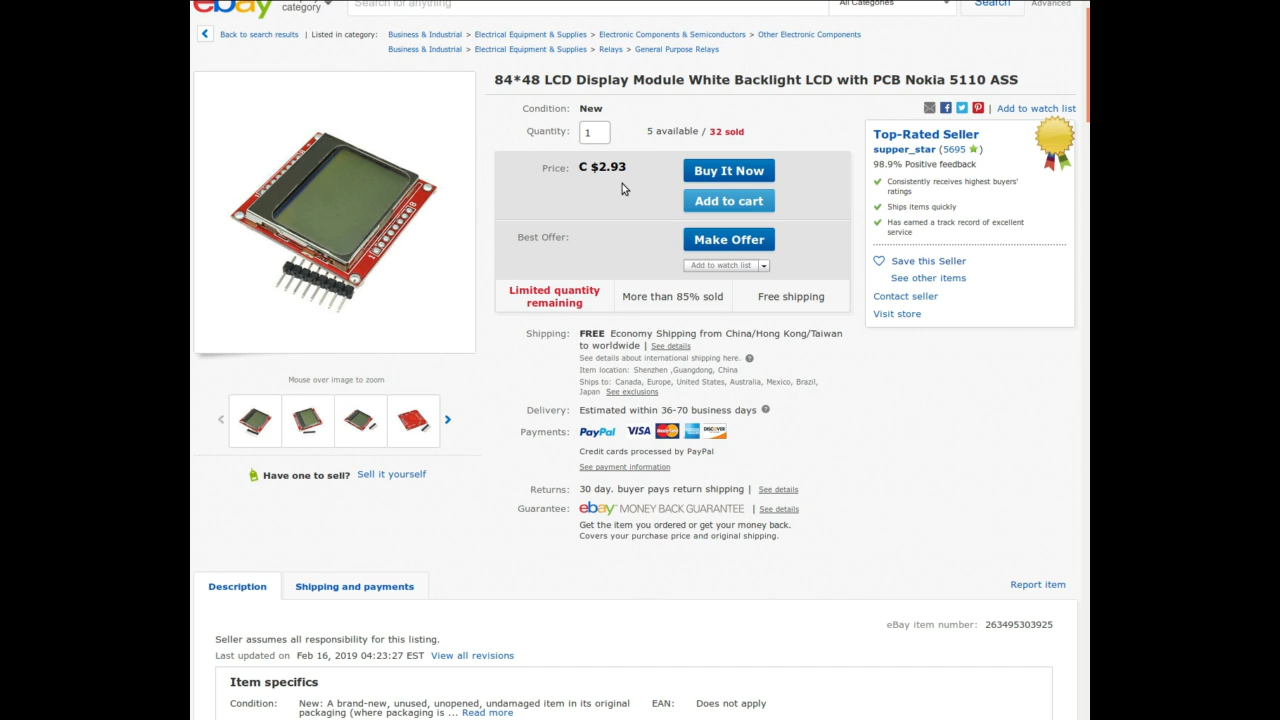 ebay
category
Search for anything
All Categories
Search
Advanced
Back to search results | Listed in category:
Business & Industrial > Electrical Equipment & Supplies > Electronic Components & Semiconductors > Other Electronic Components
Business & Industrial > Electrical Equipment & Supplies > Relays > General Purpose Relays
84*48 LCD Display Module White Backlight LCD with PCB Nokia 5110 ASS
Condition: New
| Add to watch list
Quantity: 1
5 available / 32 sold
Price: C $2.93
Buy It Now
Add to cart
Best Offer:
Make Offer
Add to watch list
Limited quantity remaining
More than 85% sold
Free shipping
Top-Rated Seller
supper_star (5695 )
98.9% Positive feedback
Consistently receives highest buyers'
ratings
Ships items quickly
Has earned a track record of excellent
service
Save this Seller
See other items
Contact seller
Visit store
Shipping: FREE Economy Shipping from China/Hong Kong/Taiwan
to worldwide | See details
See details about international shipping here.
Item location: Shenzhen ,Guangdong, China
Ships to: Canada, Europe, United States, Australia, Mexico, Brazil,
Japan See exclusions
Delivery: Estimated within 36-70 business days
Payments: PayPal VISA MasterCard AMERICAN EXPRESS DISCOVER
Credit cards processed by PayPal
See payment information
Returns: 30 day. buyer pays return shipping | See details
Guarantee: ebay MONEY BACK GUARANTEE | See details
Get the item you ordered or get your money back.
Covers your purchase price and original shipping.
Mouse over image to zoom
Have one to sell? Sell it yourself
Description
Shipping and payments
Report item
eBay item number: 263495303925
Seller assumes all responsibility for this listing.
Last updated on Feb 16, 2019 04:23:27 EST View all revisions
Item specifics
Condition: New: A brand-new, unused, unopened, undamaged item in its original
packaging (where packaging is ... Read more
EAN: Does not apply